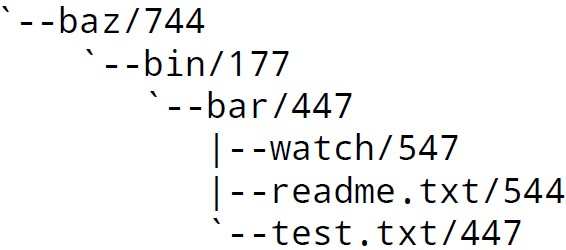 `--baz/744
    `--bin/177
       `--bar/447
          |--watch/547
          |--readme.txt/544
          `--test.txt/447